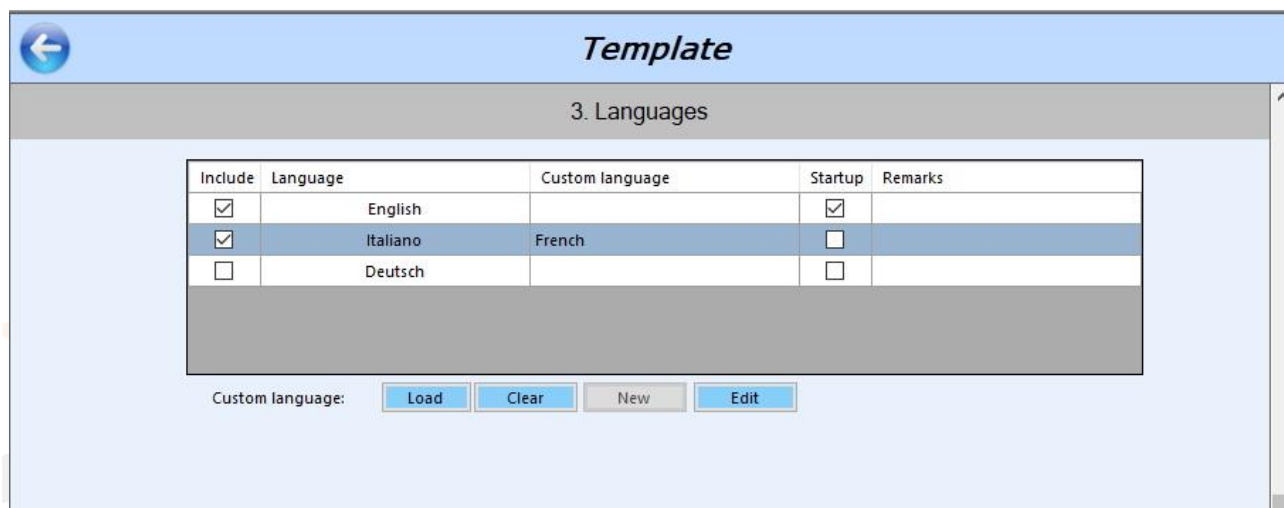 Template
3. Languages
Include Language Custom language Startup Remarks
English
Italiano French
Deutsch
Custom language: Load Clear New Edit